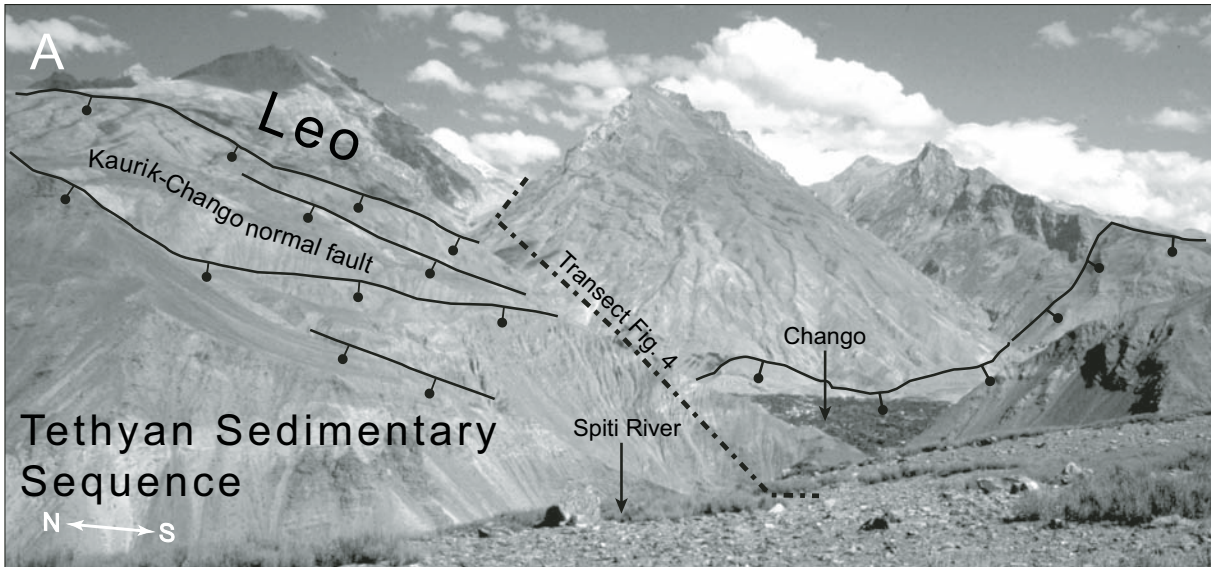 A
Leo
Kaurik-Chango normal fault
Transect Fig. 4
Chango
Spiti River
Tethyan Sedimentary
Sequence
N S